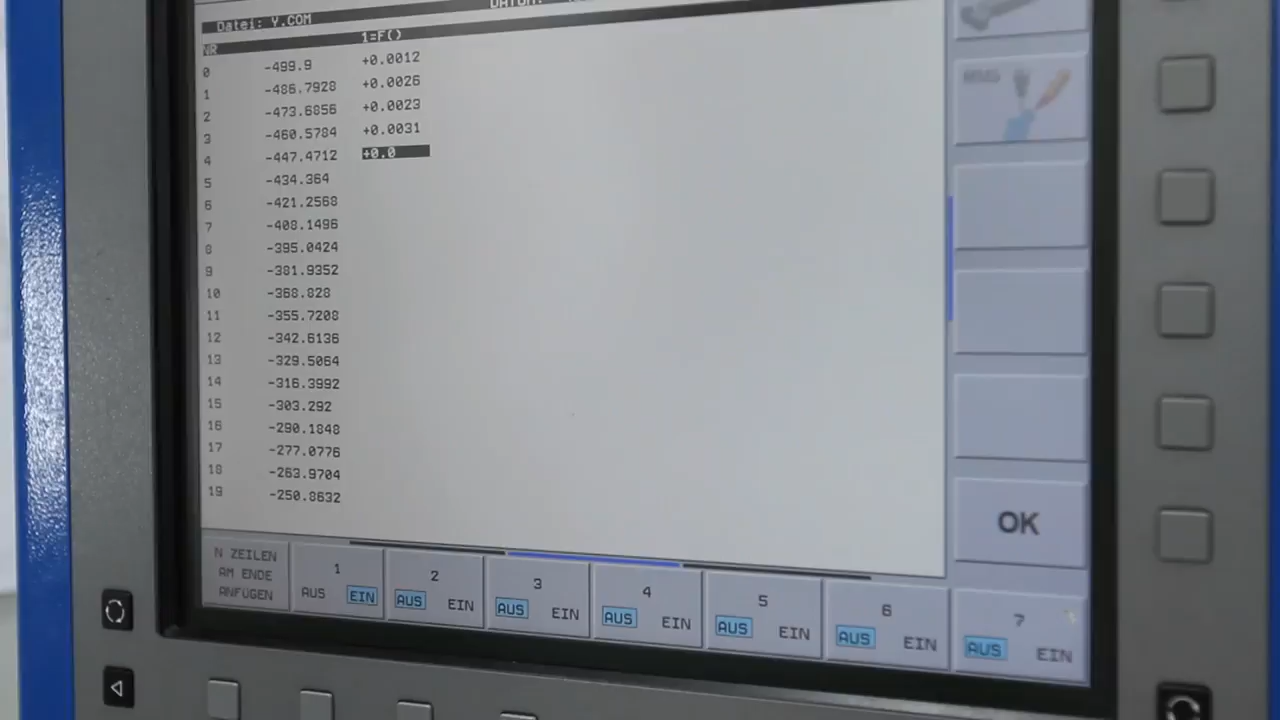 Datei: Y.COM
NR 1=F()
0 -499.9 +0.0012
1 -486.7928 +0.0026
2 -473.6856 +0.0023
3 -460.5784 +0.0031
4 -447.4712 +0.0
5 -434.364
6 -421.2568
7 -408.1496
8 -395.0424
9 -381.9352
10 -368.828
11 -355.7208
12 -342.6136
13 -329.5064
14 -316.3992
15 -303.292
16 -290.1848
17 -277.0776
18 -263.9704
19 -250.8632
OK
N ZEILEN
AM ENDE
ANFÜGEN
1
AUS EIN
2
AUS EIN
3
AUS EIN
4
AUS EIN
5
AUS EIN
6
AUS EIN
7
AUS EIN